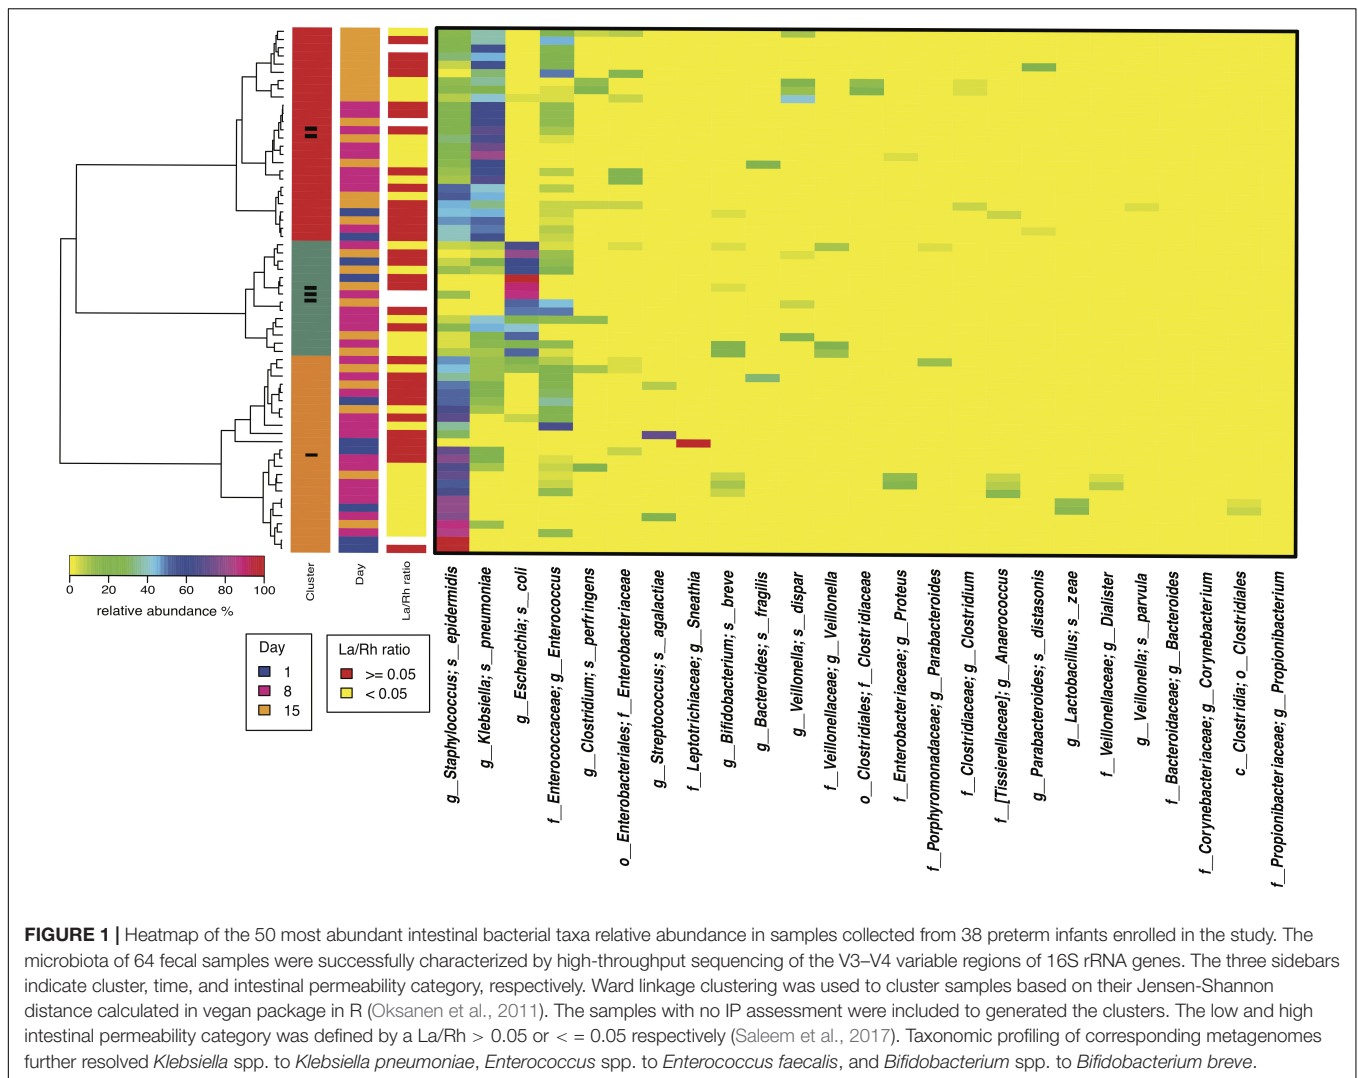 II
III
I
0 20 40 60 80 100
relative abundance %
Cluster
Day
La/Rh ratio
Day
1
8
15
La/Rh ratio
>= 0.05
< 0.05
g__Staphylococcus; s__epidermidis
g__Klebsiella; s__pneumoniae
g__Escherichia; s__coli
f__Enterococcaceae; g__Enterococcus
g__Clostridium; s__perfringens
o__Enterobacteriales; f__Enterobacteriaceae
g__Streptococcus; s__agalactiae
f__Leptotrichiaceae; g__Sneathia
g__Bifidobacterium; s__breve
g__Bacteroides; s__fragilis
g__Veillonella; s__dispar
f__Veillonellaceae; g__Veillonella
o__Clostridiales; f__Clostridiaceae
f__Enterobacteriaceae; g__Proteus
f__Porphyromonadaceae; g__Parabacteroides
f__Clostridiaceae; g__Clostridium
f__[Tissierellaceae]; g__Anaerococcus
g__Parabacteroides; s__distasonis
g__Lactobacillus; s__zeae
f__Veillonellaceae; g__Dialister
g__Veillonella; s__parvula
f__Bacteroidaceae; g__Bacteroides
f__Corynebacteriaceae; g__Corynebacterium
c__Clostridia; o__Clostridiales
f__Propionibacteriaceae; g__Propionibacterium
FIGURE 1 | Heatmap of the 50 most abundant intestinal bacterial taxa relative abundance in samples collected from 38 preterm infants enrolled in the study. The
microbiota of 64 fecal samples were successfully characterized by high-throughput sequencing of the V3–V4 variable regions of 16S rRNA genes. The three sidebars
indicate cluster, time, and intestinal permeability category, respectively. Ward linkage clustering was used to cluster samples based on their Jensen-Shannon
distance calculated in vegan package in R (Oksanen et al., 2011). The samples with no IP assessment were included to generated the clusters. The low and high
intestinal permeability category was defined by a La/Rh > 0.05 or < = 0.05 respectively (Saleem et al., 2017). Taxonomic profiling of corresponding metagenomes
further resolved Klebsiella spp. to Klebsiella pneumoniae, Enterococcus spp. to Enterococcus faecalis, and Bifidobacterium spp. to Bifidobacterium breve.